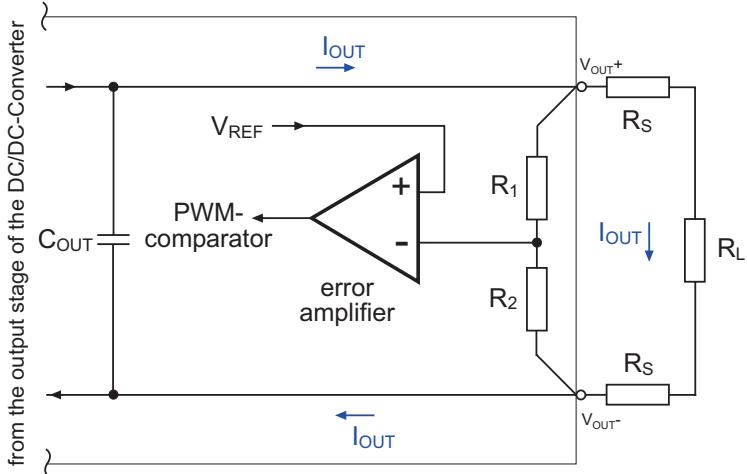 from the output stage of the DC/DC-Converter
IOUT
VOUT+
RS
VREF
+
R1
PWM-
comparator
COUT
-
IOUT
RL
error
amplifier
R2
RS
VOUT-
IOUT